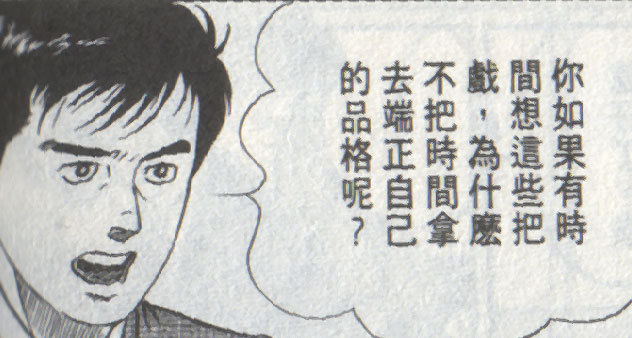 你如果有時
間想這些把
戲，為什麽
不把時間拿
去端正自己
的品格呢？